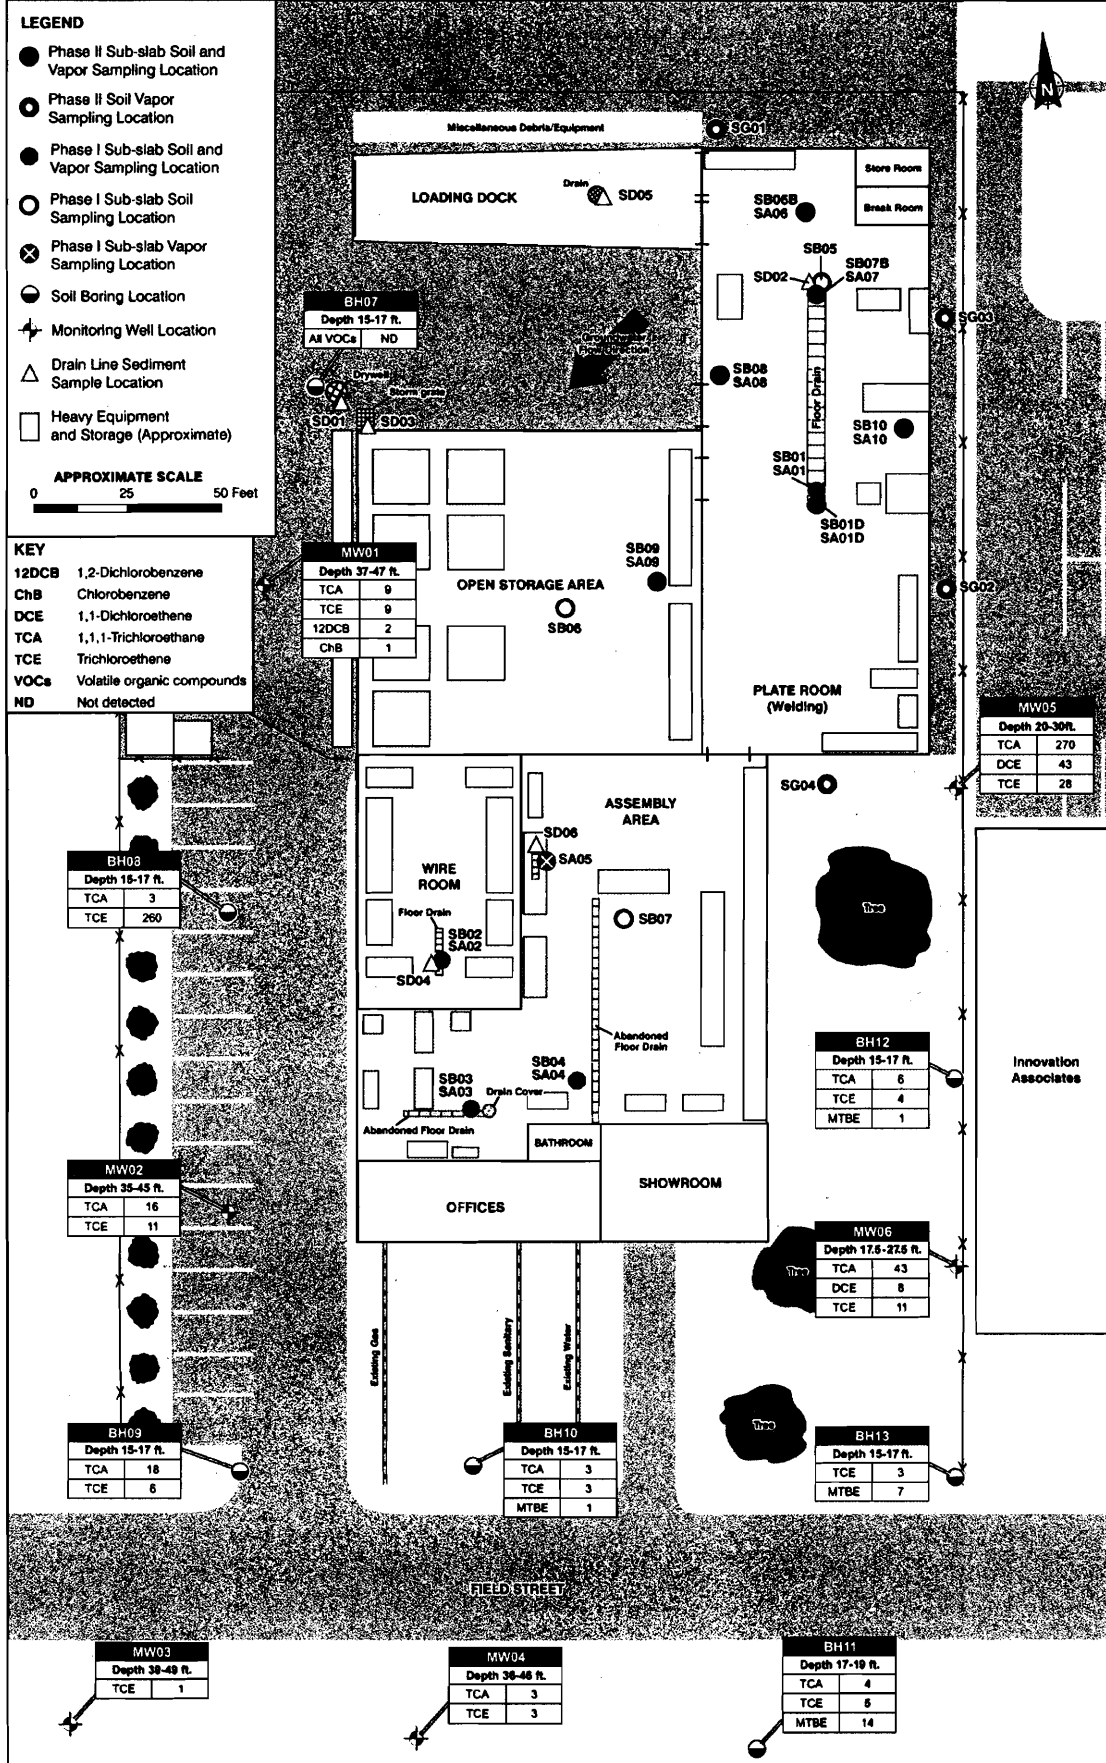 LEGEND
Phase II Sub-slab Soil and
Vapor Sampling Location
Phase II Soil Vapor
Sampling Location
Phase I Sub-slab Soil and
Vapor Sampling Location
Phase I Sub-slab Soil
Sampling Location
Phase I Sub-slab Vapor
Sampling Location
Soil Boring Location
Monitoring Well Location
Drain Line Sediment
Sample Location
Heavy Equipment
and Storage (Approximate)
APPROXIMATE SCALE
0 25 50 Feet
KEY
12DCB 1,2-Dichlorobenzene
ChB Chlorobenzene
DCE 1,1-Dichloroethene
TCA 1,1,1-Trichloroethane
TCE Trichloroethene
VOCs Volatile organic compounds
ND Not detected
N
Miscellaneous Debris/Equipment
SG01
LOADING DOCK
Drain
SD05
Store Room
Break Room
SB06B
SA06
SB05
SD02
SB07B
SA07
SG03
BH07
Depth 15-17 ft.
All VOCs ND
Groundwater
Flow Direction
Drywell
Storm grate
SD01
SD03
SB08
SA08
Floor Drain
SB10
SA10
SB01
SA01
SB01D
SA01D
MW01
Depth 37-47 ft.
TCA 9
TCE 9
12DCB 2
ChB 1
OPEN STORAGE AREA
SB09
SA09
SB06
SG02
PLATE ROOM
(Welding)
MW05
Depth 20-30ft.
TCA 270
DCE 43
TCE 28
SG04
ASSEMBLY
AREA
SD06
SA05
WIRE
ROOM
Floor Drain
SB02
SA02
SD04
SB07
Tree
BH08
Depth 15-17 ft.
TCA 3
TCE 260
Abandoned
Floor Drain
SB04
SA04
SB03
SA03
Drain Cover
Abandoned Floor Drain
BATHROOM
OFFICES
SHOWROOM
BH12
Depth 15-17 ft.
TCA 6
TCE 4
MTBE 1
Innovation
Associates
MW02
Depth 35-45 ft.
TCA 16
TCE 11
MW06
Depth 17.5-27.5 ft.
TCA 43
DCE 8
TCE 11
Tree
Existing Gas
Existing Sanitary
Existing Water
Tree
BH09
Depth 15-17 ft.
TCA 18
TCE 6
BH10
Depth 15-17 ft.
TCA 3
TCE 3
MTBE 1
BH13
Depth 15-17 ft.
TCE 3
MTBE 7
FIELD STREET
MW03
Depth 39-49 ft.
TCE 1
MW04
Depth 36-46 ft.
TCA 3
TCE 3
BH11
Depth 17-19 ft.
TCA 4
TCE 5
MTBE 14